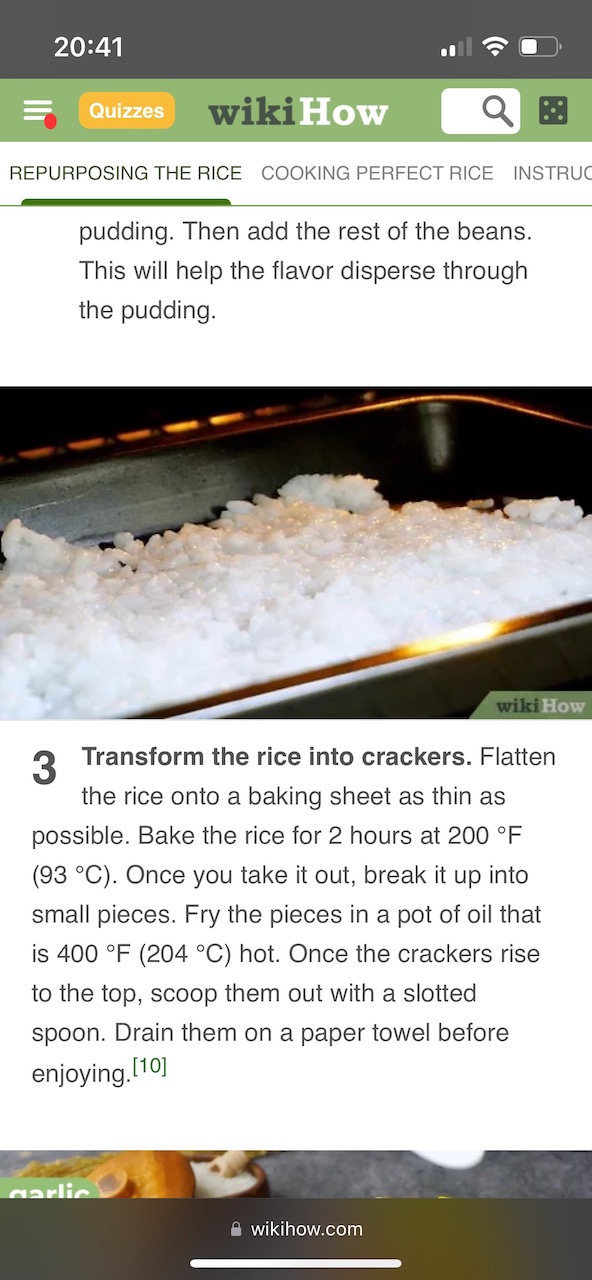 20:41
Quizzes
wikiHow
REPURPOSING THE RICE COOKING PERFECT RICE INSTRUC
pudding. Then add the rest of the beans.
This will help the flavor disperse through
the pudding.
wikiHow
3 Transform the rice into crackers. Flatten
the rice onto a baking sheet as thin as
possible. Bake the rice for 2 hours at 200 °F
(93 °C). Once you take it out, break it up into
small pieces. Fry the pieces in a pot of oil that
is 400 °F (204 °C) hot. Once the crackers rise
to the top, scoop them out with a slotted
spoon. Drain them on a paper towel before
enjoying.[10]
garlic
wikihow.com